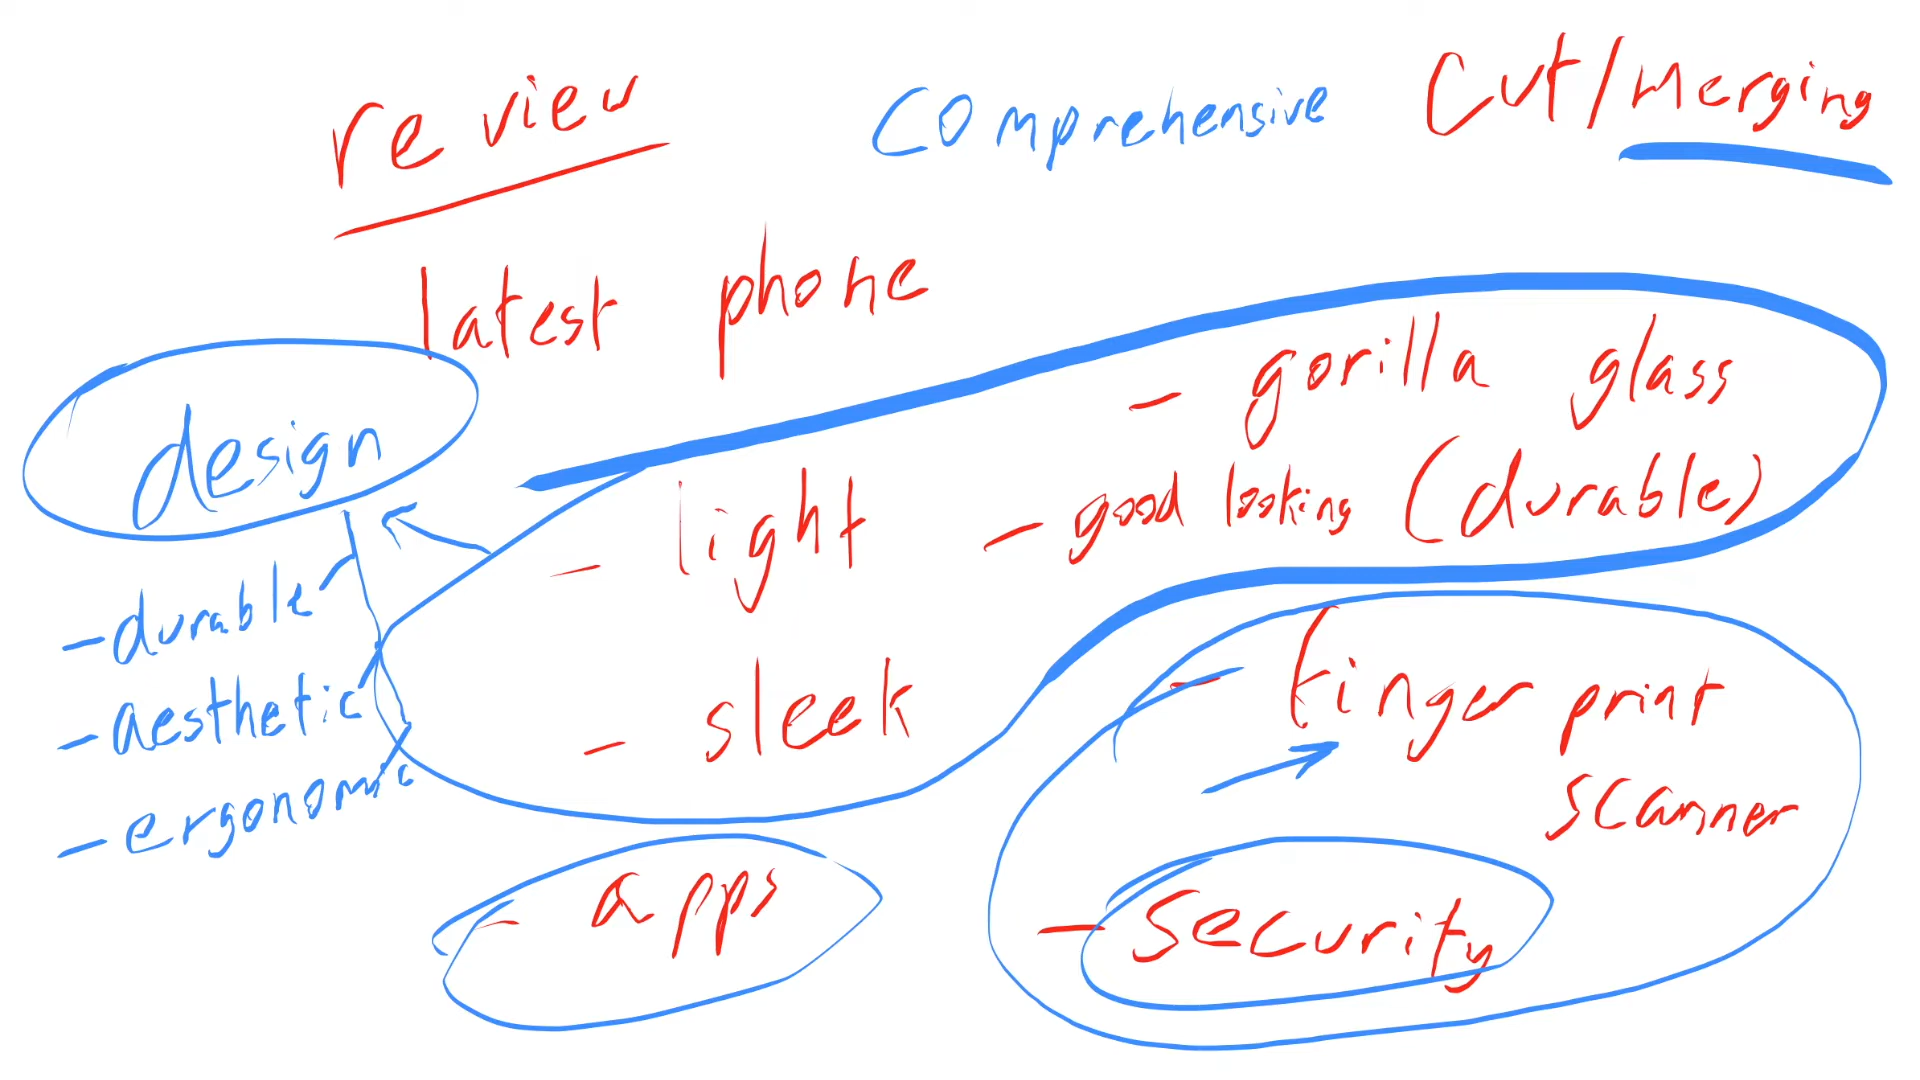 review
comprehensive
Cut/Merging
latest phone
design
- gorilla glass
- light
- good looking (durable)
- durable
- aesthetic
- ergonomic
- sleek
- finger print
scanner
- apps
- security